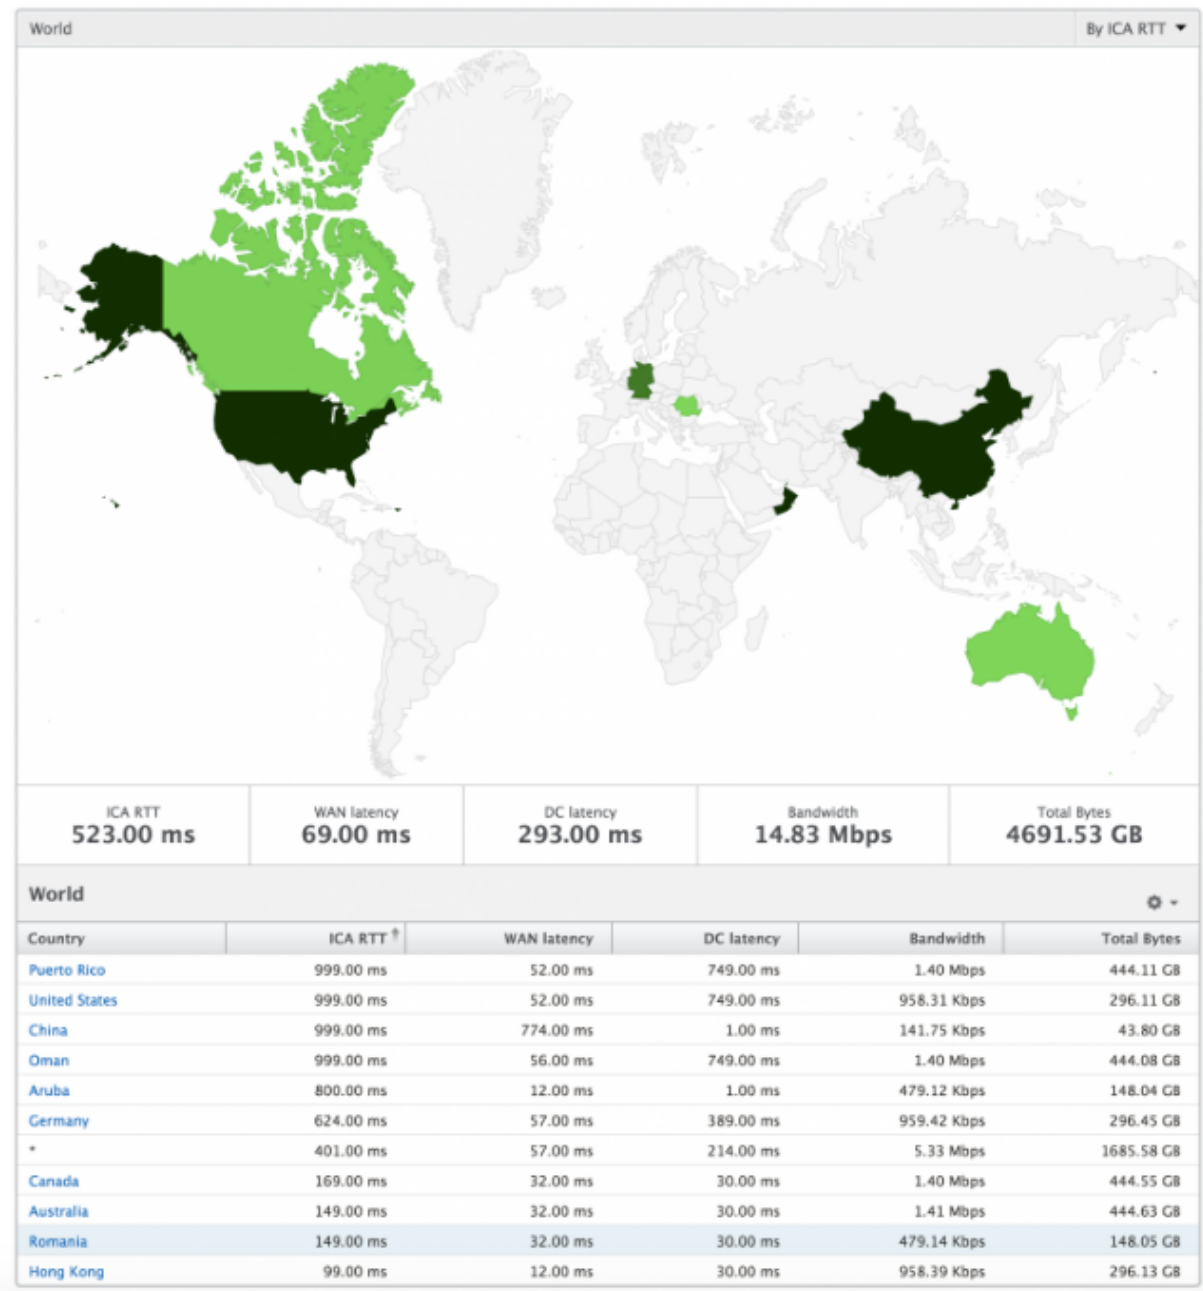 World By ICA RTT
ICA RTT WAN latency DC latency Bandwidth Total Bytes
523.00 ms 69.00 ms 293.00 ms 14.83 Mbps 4691.53 GB
World
Country ICA RTT WAN latency DC latency Bandwidth Total Bytes
Puerto Rico 999.00 ms 52.00 ms 749.00 ms 1.40 Mbps 444.11 GB
United States 999.00 ms 52.00 ms 749.00 ms 958.31 Kbps 296.11 GB
China 999.00 ms 774.00 ms 1.00 ms 141.75 Kbps 43.80 GB
Oman 999.00 ms 56.00 ms 749.00 ms 1.40 Mbps 444.08 GB
Aruba 800.00 ms 12.00 ms 1.00 ms 479.12 Kbps 148.04 GB
Germany 624.00 ms 57.00 ms 389.00 ms 959.42 Kbps 296.45 GB
* 401.00 ms 57.00 ms 214.00 ms 5.33 Mbps 1685.58 GB
Canada 169.00 ms 32.00 ms 30.00 ms 1.40 Mbps 444.55 GB
Australia 149.00 ms 32.00 ms 30.00 ms 1.41 Mbps 444.63 GB
Romania 149.00 ms 32.00 ms 30.00 ms 479.14 Kbps 148.05 GB
Hong Kong 99.00 ms 12.00 ms 30.00 ms 958.39 Kbps 296.13 GB